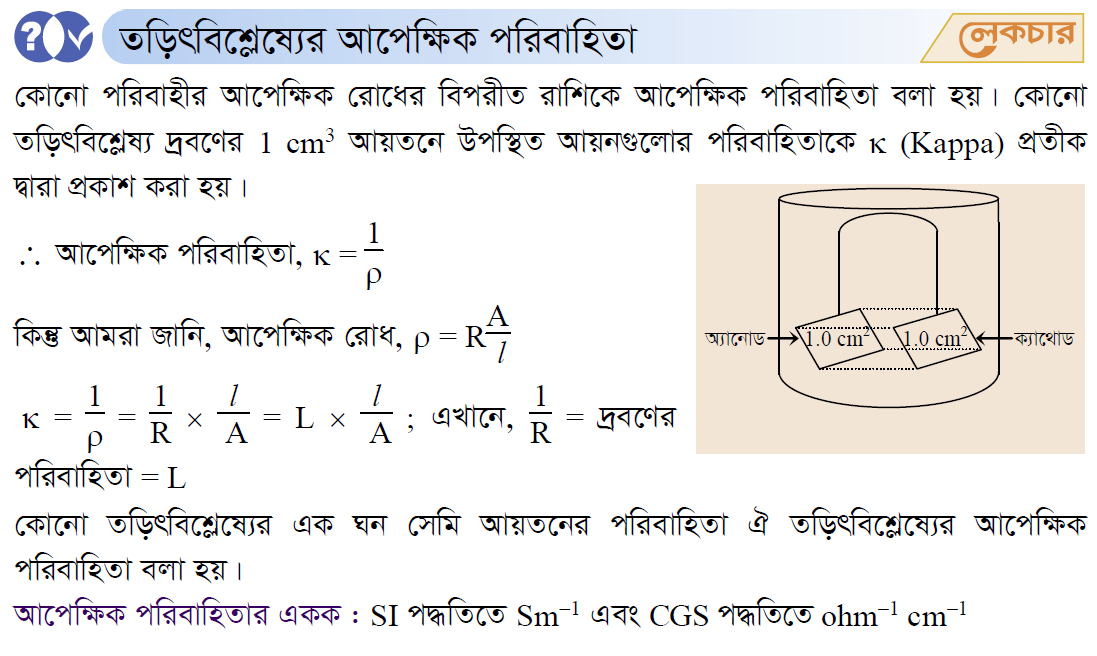 ?
তড়িৎবিশ্লেষ্যের আপেক্ষিক পরিবাহিতা
লেকচার
কোনো পরিবাহীর আপেক্ষিক রোধের বিপরীত রাশিকে আপেক্ষিক পরিবাহিতা বলা হয়। কোনো
তড়িৎবিশ্লেষ্য দ্রবণের 1 cm³ আয়তনে উপস্থিত আয়নগুলোর পরিবাহিতাকে κ (Kappa) প্রতীক
দ্বারা প্রকাশ করা হয়।
∴ আপেক্ষিক পরিবাহিতা, κ = 1/ρ
কিন্তু আমরা জানি, আপেক্ষিক রোধ, ρ = R A/l
κ = 1/ρ = 1/R × l/A = L × l/A ; এখানে, 1/R = দ্রবণের
পরিবাহিতা = L
অ্যানোড 1.0 cm² 1.0 cm² ক্যাথোড
কোনো তড়িৎবিশ্লেষ্যের এক ঘন সেমি আয়তনের পরিবাহিতা ঐ তড়িৎবিশ্লেষ্যের আপেক্ষিক
পরিবাহিতা বলা হয়।
আপেক্ষিক পরিবাহিতার একক : SI পদ্ধতিতে Sm⁻¹ এবং CGS পদ্ধতিতে ohm⁻¹ cm⁻¹